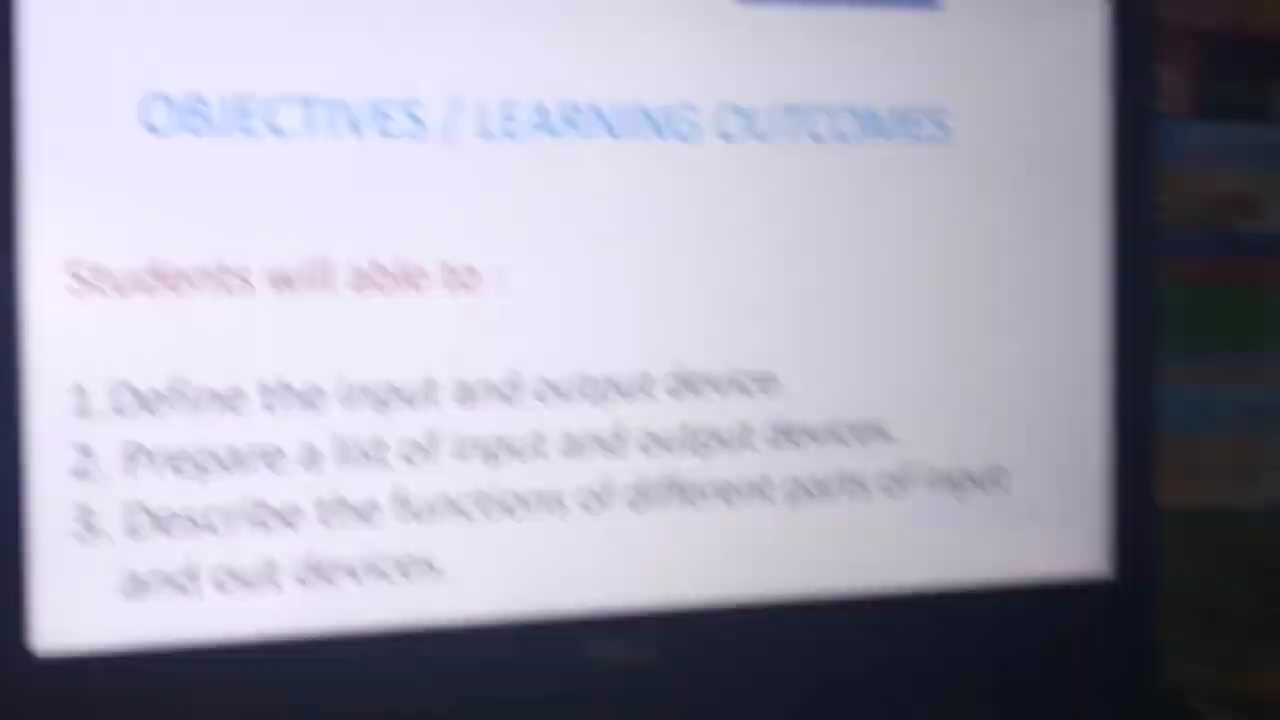 OBJECTIVES / LEARNING OUTCOMES
Students will able to :
1. Define the input and output device.
2. Prepare a list of input and output devices.
3. Describe the functions of different parts of input
and out devices.